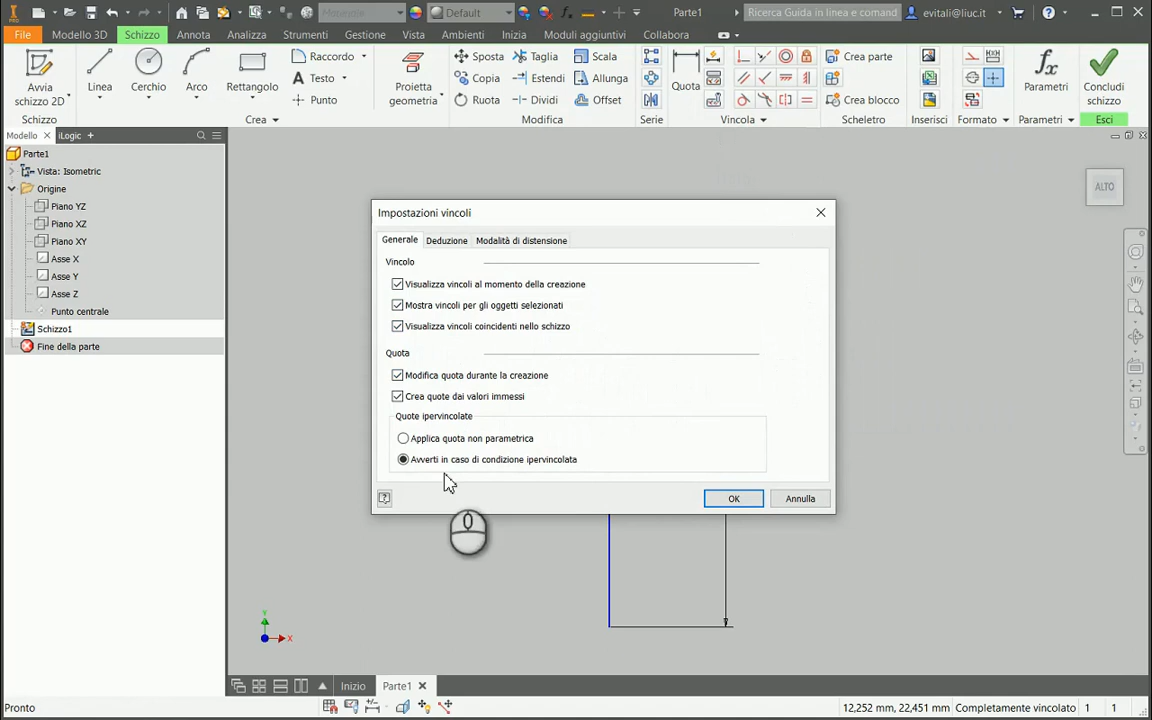 Materiale
Default
Parte1
Ricerca Guida in linea e comand
evitali@liuc.it
File
Modello 3D
Schizzo
Annota
Analizza
Strumenti
Gestione
Vista
Ambienti
Inizia
Moduli aggiuntivi
Collabora
Avvia schizzo 2D
Linea
Cerchio
Arco
Rettangolo
Raccordo
Testo
Punto
Proietta geometria
Sposta
Copia
Ruota
Taglia
Estendi
Dividi
Scala
Allunga
Offset
Quota
Crea parte
Crea blocco
Parametri
Concludi schizzo
Schizzo
Crea
Modifica
Serie
Vincola
Scheletro
Inserisci
Formato
Parametri
Esci
Modello
iLogic
Parte1
Vista: Isometric
Origine
Piano YZ
Piano XZ
Piano XY
Asse X
Asse Y
Asse Z
Punto centrale
Schizzo1
Fine della parte
ALTO
Impostazioni vincoli
Generale
Deduzione
Modalità di distensione
Vincolo
Visualizza vincoli al momento della creazione
Mostra vincoli per gli oggetti selezionati
Visualizza vincoli coincidenti nello schizzo
Quota
Modifica quota durante la creazione
Crea quote dai valori immessi
Quote ipervincolate
Applica quota non parametrica
Avverti in caso di condizione ipervincolata
OK
Annulla
Y
X
Inizio
Parte1
Pronto
12,252 mm, 22,451 mm
Completamente vincolato
1
1